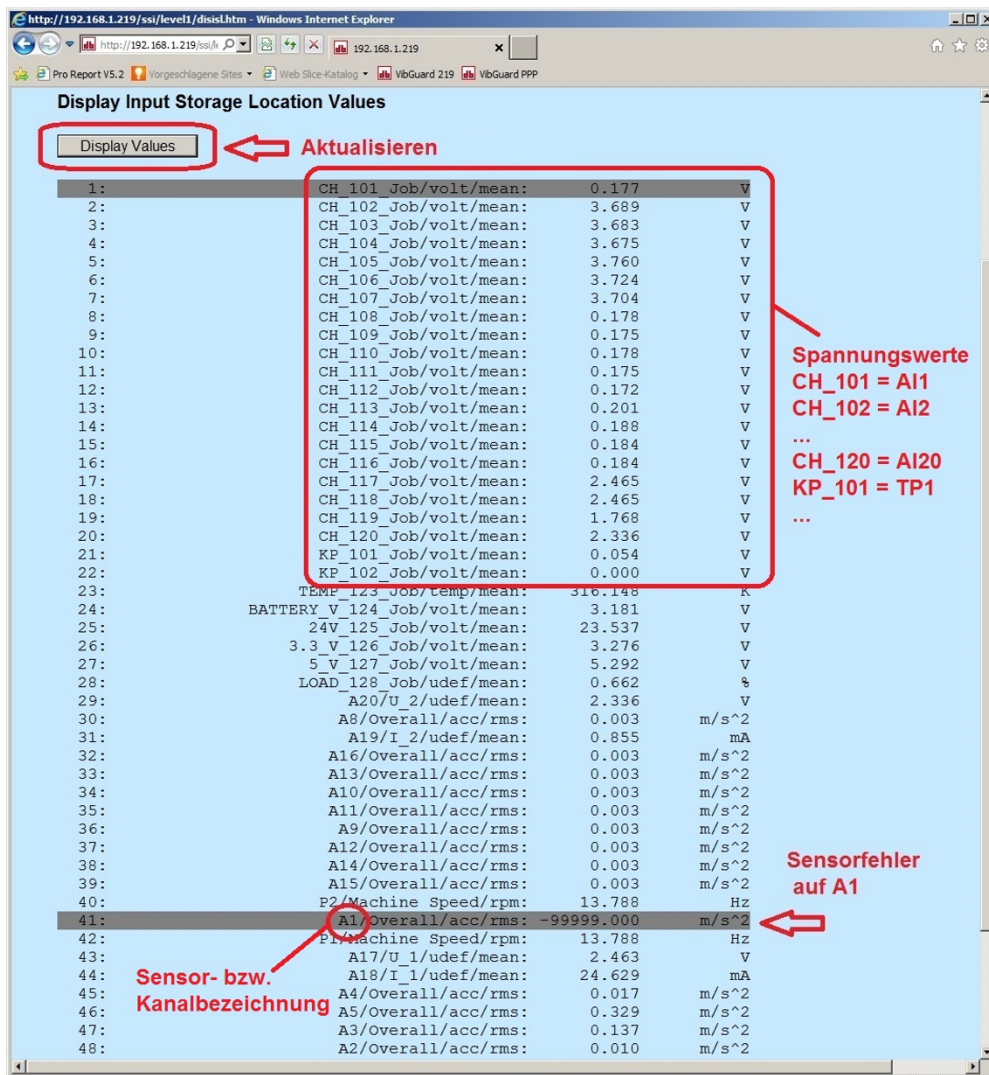 http://192.168.1.219/ssi/level1/disisl.htm - Windows Internet Explorer
http://192.168.1.219/ssi/le
192.168.1.219
Pro Report V5.2 Vorgeschlagene Sites Web Slice-Katalog VibGuard 219 VibGuard PPP
Display Input Storage Location Values
Display Values Aktualisieren
1: CH_101_Job/volt/mean: 0.177 V
2: CH_102_Job/volt/mean: 3.689 V
3: CH_103_Job/volt/mean: 3.683 V
4: CH_104_Job/volt/mean: 3.675 V
5: CH_105_Job/volt/mean: 3.760 V
6: CH_106_Job/volt/mean: 3.724 V
7: CH_107_Job/volt/mean: 3.704 V
8: CH_108_Job/volt/mean: 0.178 V
9: CH_109_Job/volt/mean: 0.175 V
10: CH_110_Job/volt/mean: 0.178 V
11: CH_111_Job/volt/mean: 0.175 V
12: CH_112_Job/volt/mean: 0.172 V
13: CH_113_Job/volt/mean: 0.201 V
14: CH_114_Job/volt/mean: 0.188 V
15: CH_115_Job/volt/mean: 0.184 V
16: CH_116_Job/volt/mean: 0.184 V
17: CH_117_Job/volt/mean: 2.465 V
18: CH_118_Job/volt/mean: 2.465 V
19: CH_119_Job/volt/mean: 1.768 V
20: CH_120_Job/volt/mean: 2.336 V
21: KP_101_Job/volt/mean: 0.054 V
22: KP_102_Job/volt/mean: 0.000 V
Spannungswerte
CH_101 = AI1
CH_102 = AI2
...
CH_120 = AI20
KP_101 = TP1
...
23: TEMP_123_Job/temp/mean: 316.148 K
24: BATTERY_V_124_Job/volt/mean: 3.181 V
25: 24V_125_Job/volt/mean: 23.537 V
26: 3.3_V_126_Job/volt/mean: 3.276 V
27: 5_V_127_Job/volt/mean: 5.292 V
28: LOAD_128_Job/udef/mean: 0.662 %
29: A20/U_2/udef/mean: 2.336 V
30: A8/Overall/acc/rms: 0.003 m/s^2
31: A19/I_2/udef/mean: 0.855 mA
32: A16/Overall/acc/rms: 0.003 m/s^2
33: A13/Overall/acc/rms: 0.003 m/s^2
34: A10/Overall/acc/rms: 0.003 m/s^2
35: A11/Overall/acc/rms: 0.003 m/s^2
36: A9/Overall/acc/rms: 0.003 m/s^2
37: A12/Overall/acc/rms: 0.003 m/s^2
38: A14/Overall/acc/rms: 0.003 m/s^2
39: A15/Overall/acc/rms: 0.003 m/s^2
40: P2/Machine Speed/rpm: 13.788 Hz
41: A1/Overall/acc/rms: -99999.000 m/s^2
Sensorfehler
auf A1
42: P1/Machine Speed/rpm: 13.788 Hz
43: A17/U_1/udef/mean: 2.463 V
44: A18/I_1/udef/mean: 24.629 mA
45: A4/Overall/acc/rms: 0.017 m/s^2
46: A5/Overall/acc/rms: 0.329 m/s^2
47: A3/Overall/acc/rms: 0.137 m/s^2
48: A2/Overall/acc/rms: 0.010 m/s^2
Sensor- bzw.
Kanalbezeichnung